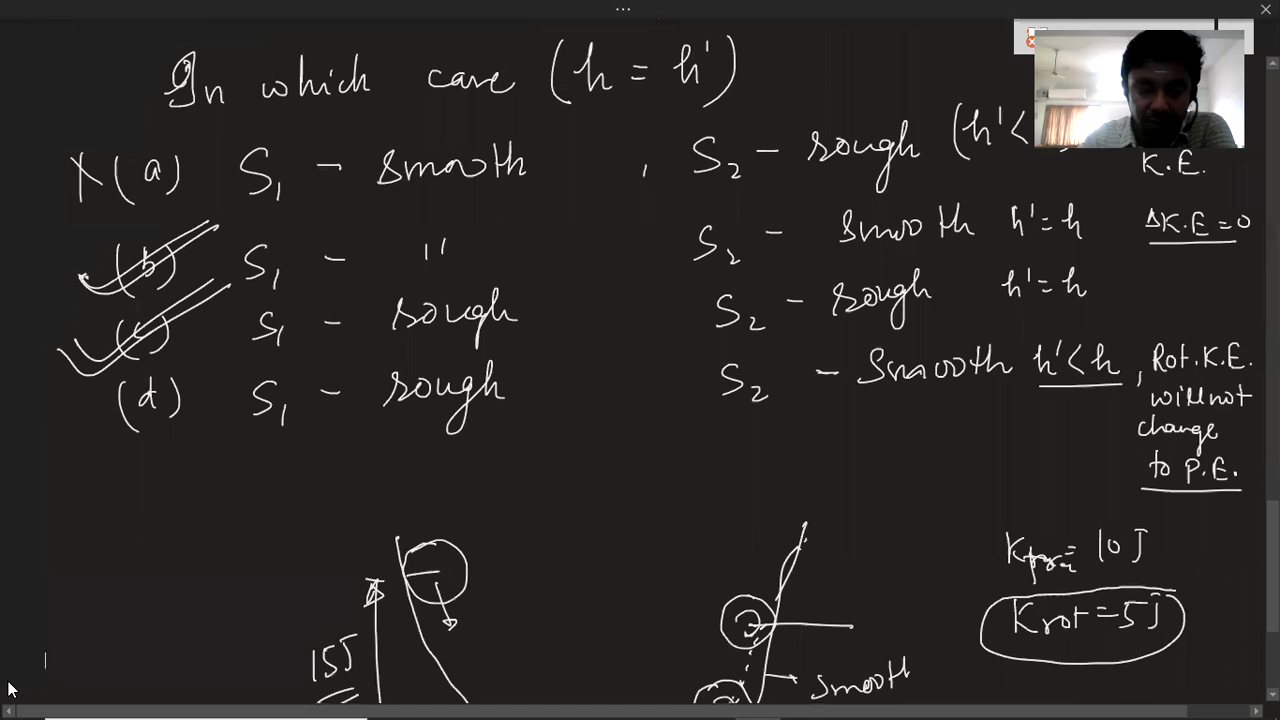 In which case (h = h')
X (a) S₁ - smooth , S₂ - rough (h' <
K.E.
(b) S₁ - " S₂ - smooth h' = h ΔK.E = 0
(c) S₁ - rough S₂ - rough h' = h
(d) S₁ - rough S₂ - smooth h' < h , Rot. K.E.
will not
change
to P.E.
10 J
Krot = 5J
15J
smooth